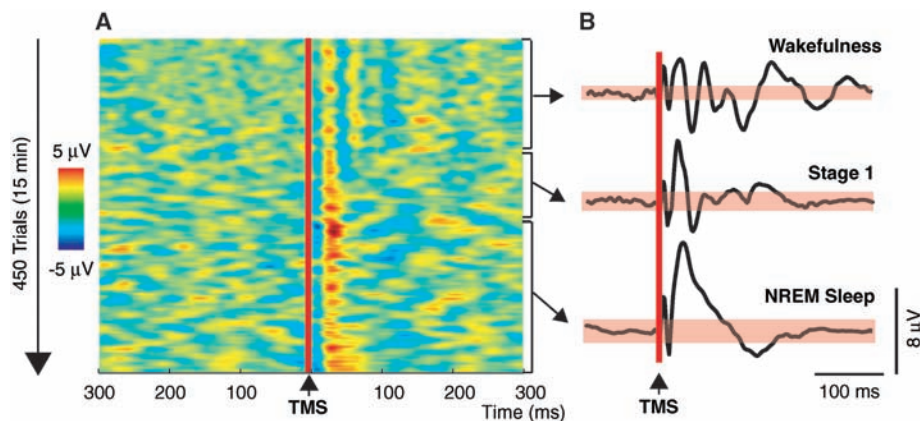 A
B
450 Trials (15 min)
5 µV
-5 µV
300 200 100 100 200 300
TMS
Time (ms)
Wakefulness
Stage 1
NREM Sleep
8 µV
100 ms
TMS